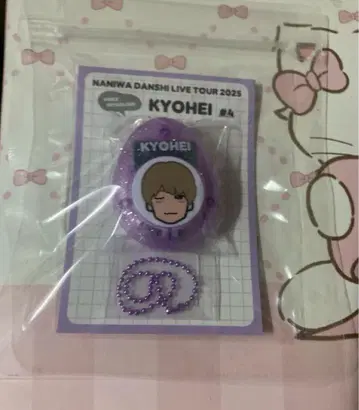 NANIWA DANSHI LIVE TOUR 2025
KYOHEI #4
KYOHEI